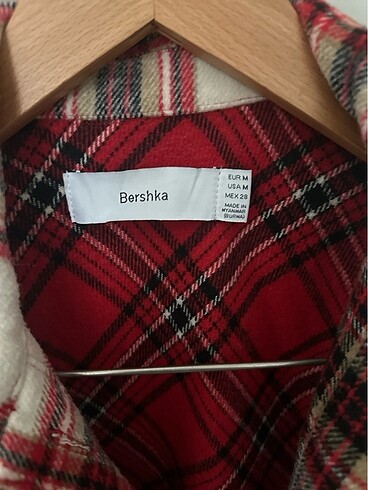 Bershka
EUR M
USA M
MEX 28
MADE IN
MYANMAR
(BURMA)